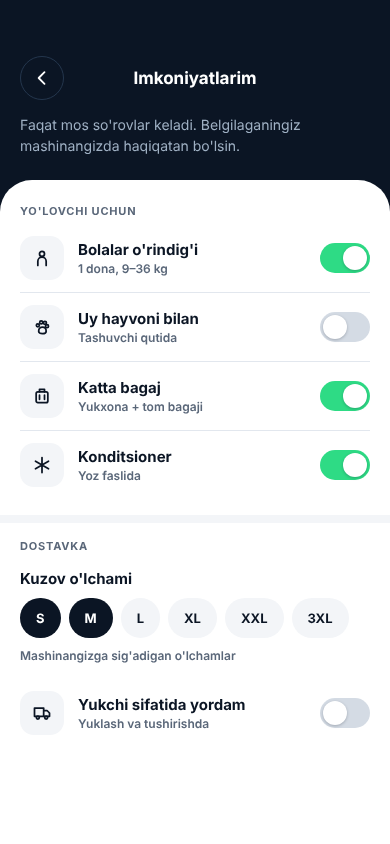 Imkoniyatlarim
Faqat mos so'rovlar keladi. Belgilaganingiz
mashinangizda haqiqatan bo'lsin.
YO'LOVCHI UCHUN
Bolalar o'rindig'i
1 dona, 9–36 kg
Uy hayvoni bilan
Tashuvchi qutida
Katta bagaj
Yukxona + tom bagaji
Konditsioner
Yoz faslida
DOSTAVKA
Kuzov o'lchami
S M L XL XXL 3XL
Mashinangizga sig'adigan o'lchamlar
Yukchi sifatida yordam
Yuklash va tushirishda